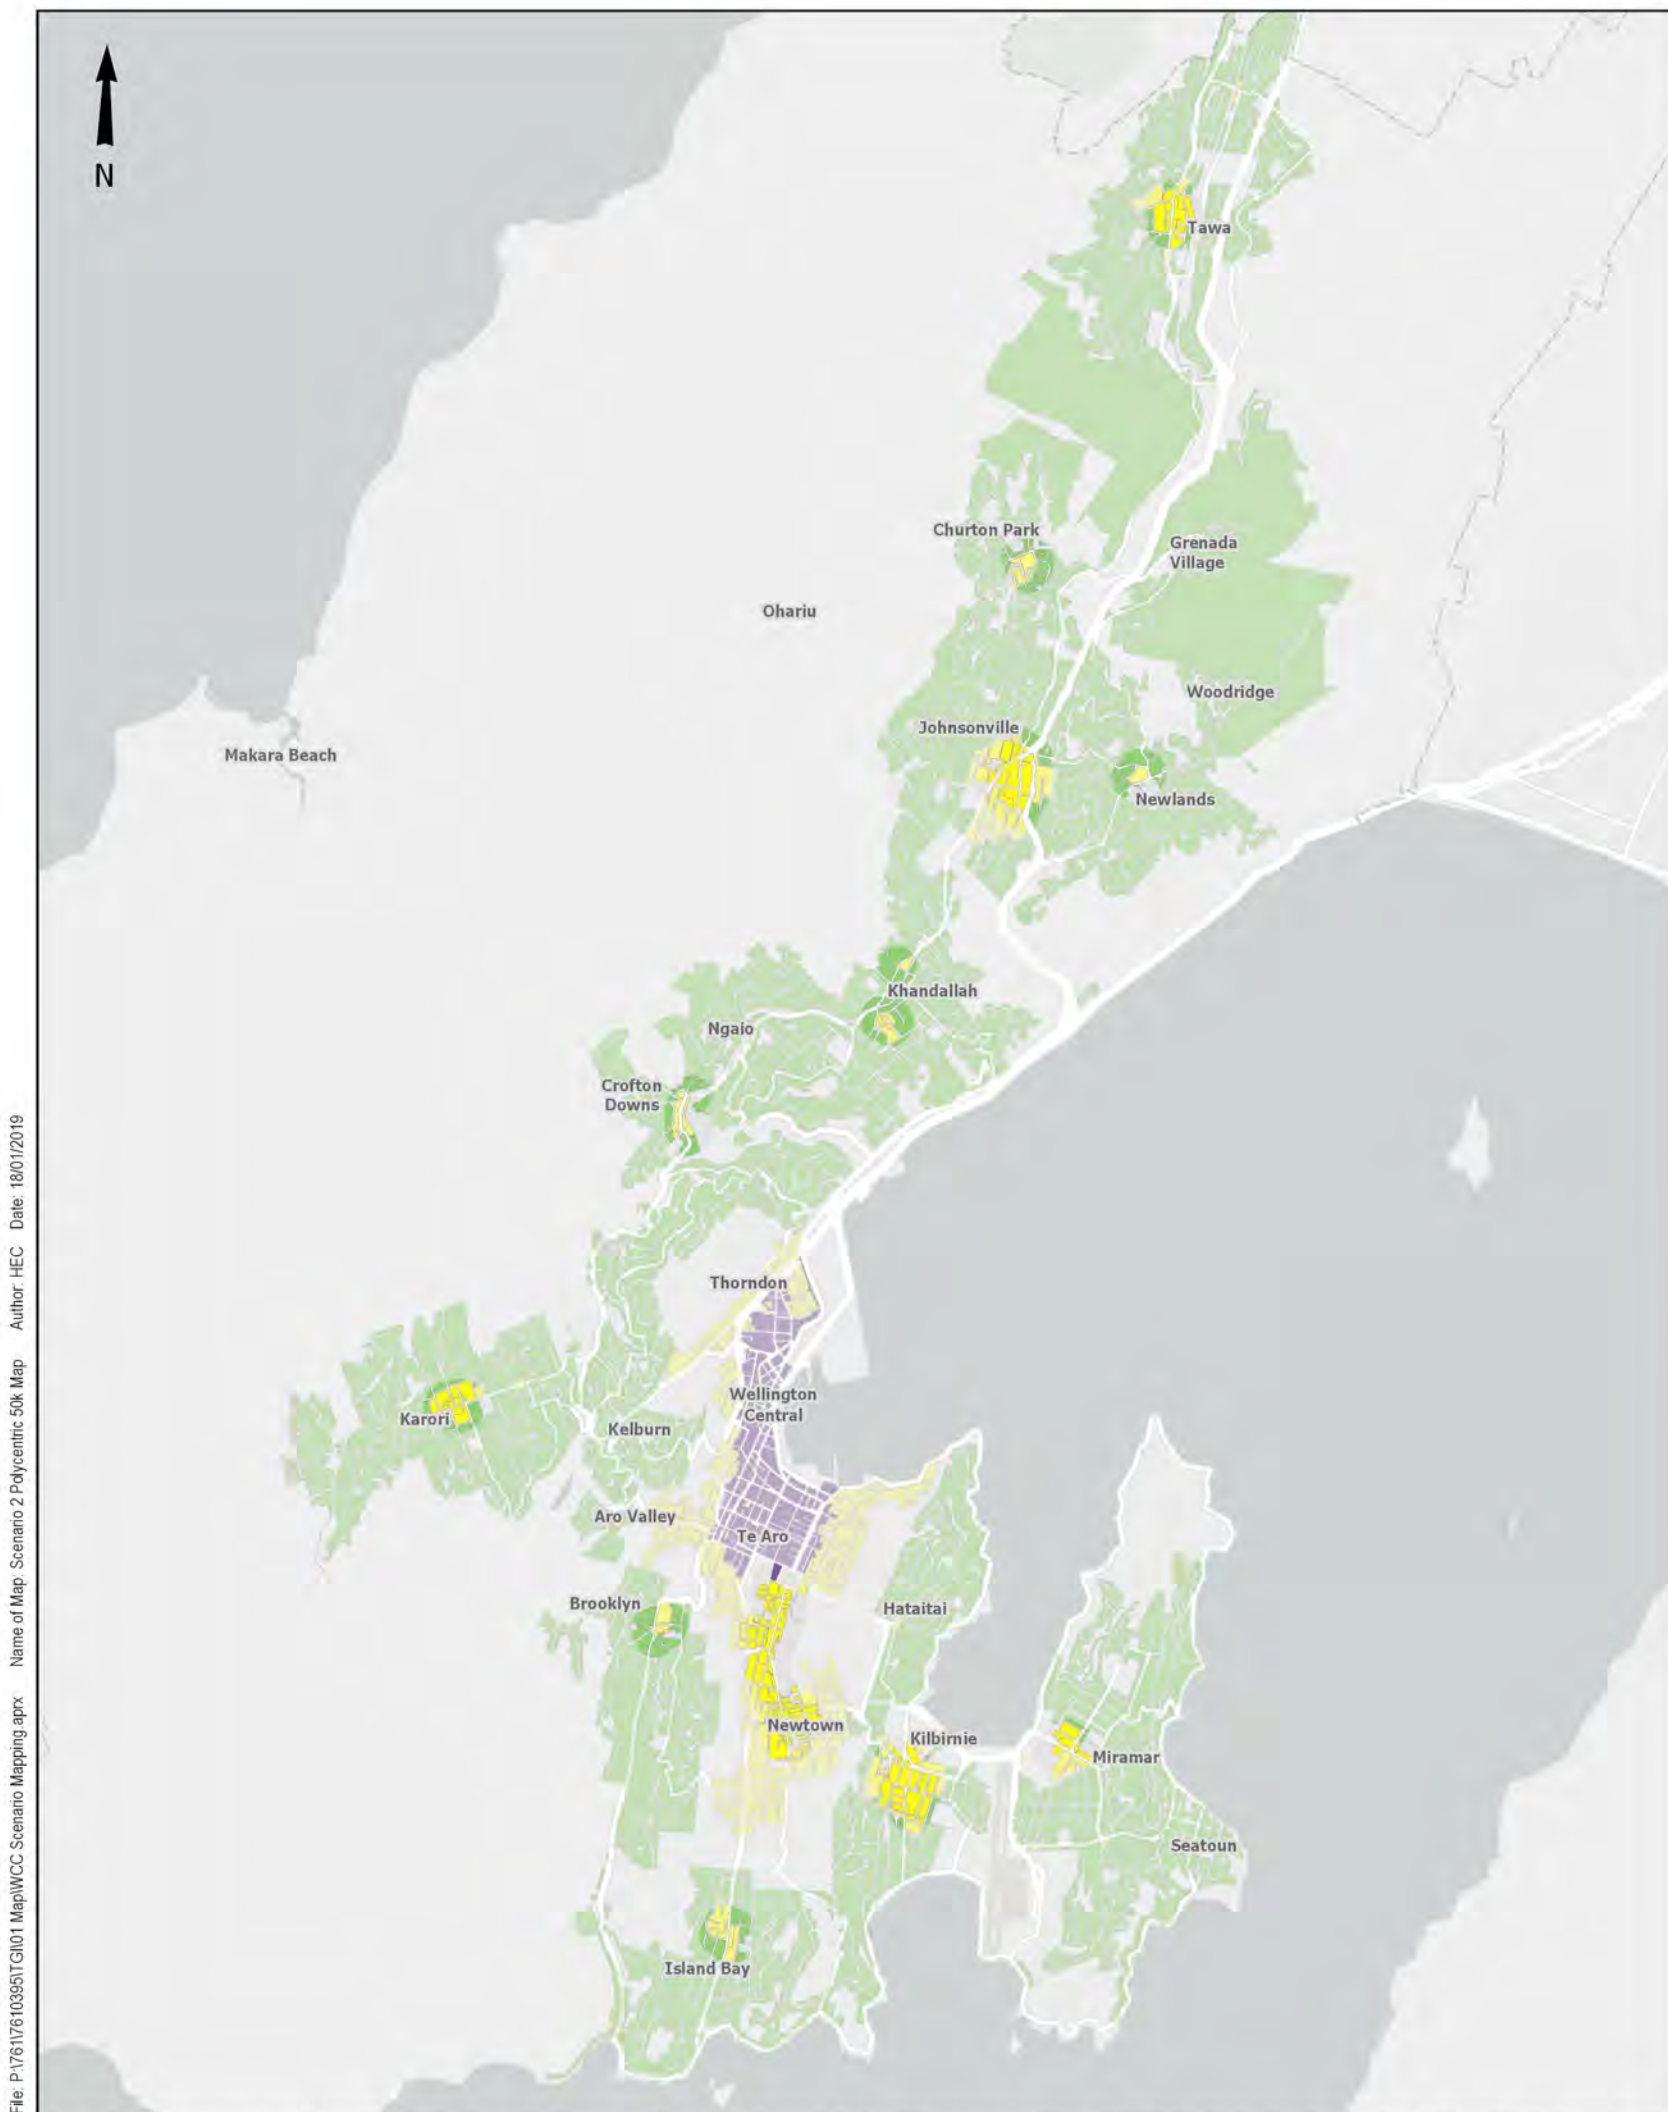 N
Tawa
Churton Park
Grenada
Village
Ohariu
Woodridge
Johnsonville
Makara Beach
Newlands
Khandallah
Ngaio
Crofton
Downs
Thorndon
Wellington
Central
Karori
Kelburn
Aro Valley
Te Aro
Brooklyn
Hataitai
Newtown
Kilbirnie
Miramar
Seatoun
Island Bay
File: P:\761\7610395\TGI\01 Map\WCC Scenario Mapping.aprx Name of Map: Scenario 2 Polycentric 50k Map Author: HEC Date: 18/01/2019